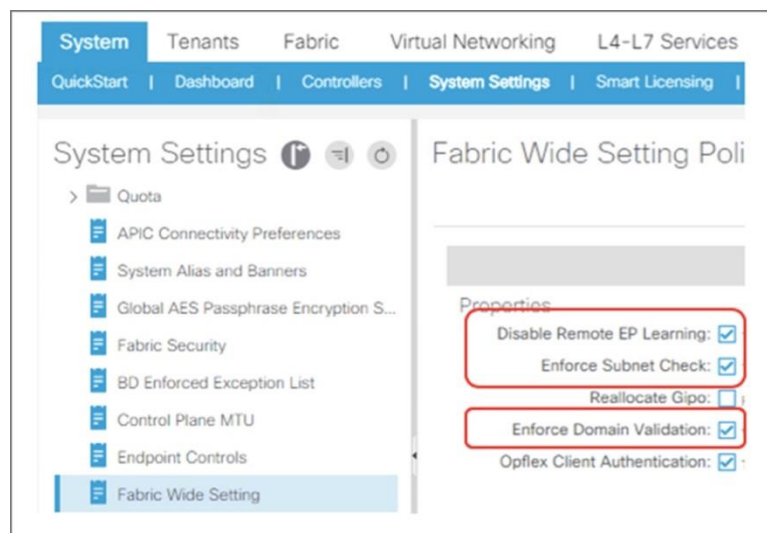 System Tenants Fabric Virtual Networking L4-L7 Services
QuickStart | Dashboard | Controllers | System Settings | Smart Licensing |
System Settings
Fabric Wide Setting Poli
> Quota
APIC Connectivity Preferences
System Alias and Banners
Global AES Passphrase Encryption S...
Fabric Security
BD Enforced Exception List
Control Plane MTU
Endpoint Controls
Fabric Wide Setting
Properties
Disable Remote EP Learning:
Enforce Subnet Check:
Reallocate Gipo:
Enforce Domain Validation:
Opflex Client Authentication: